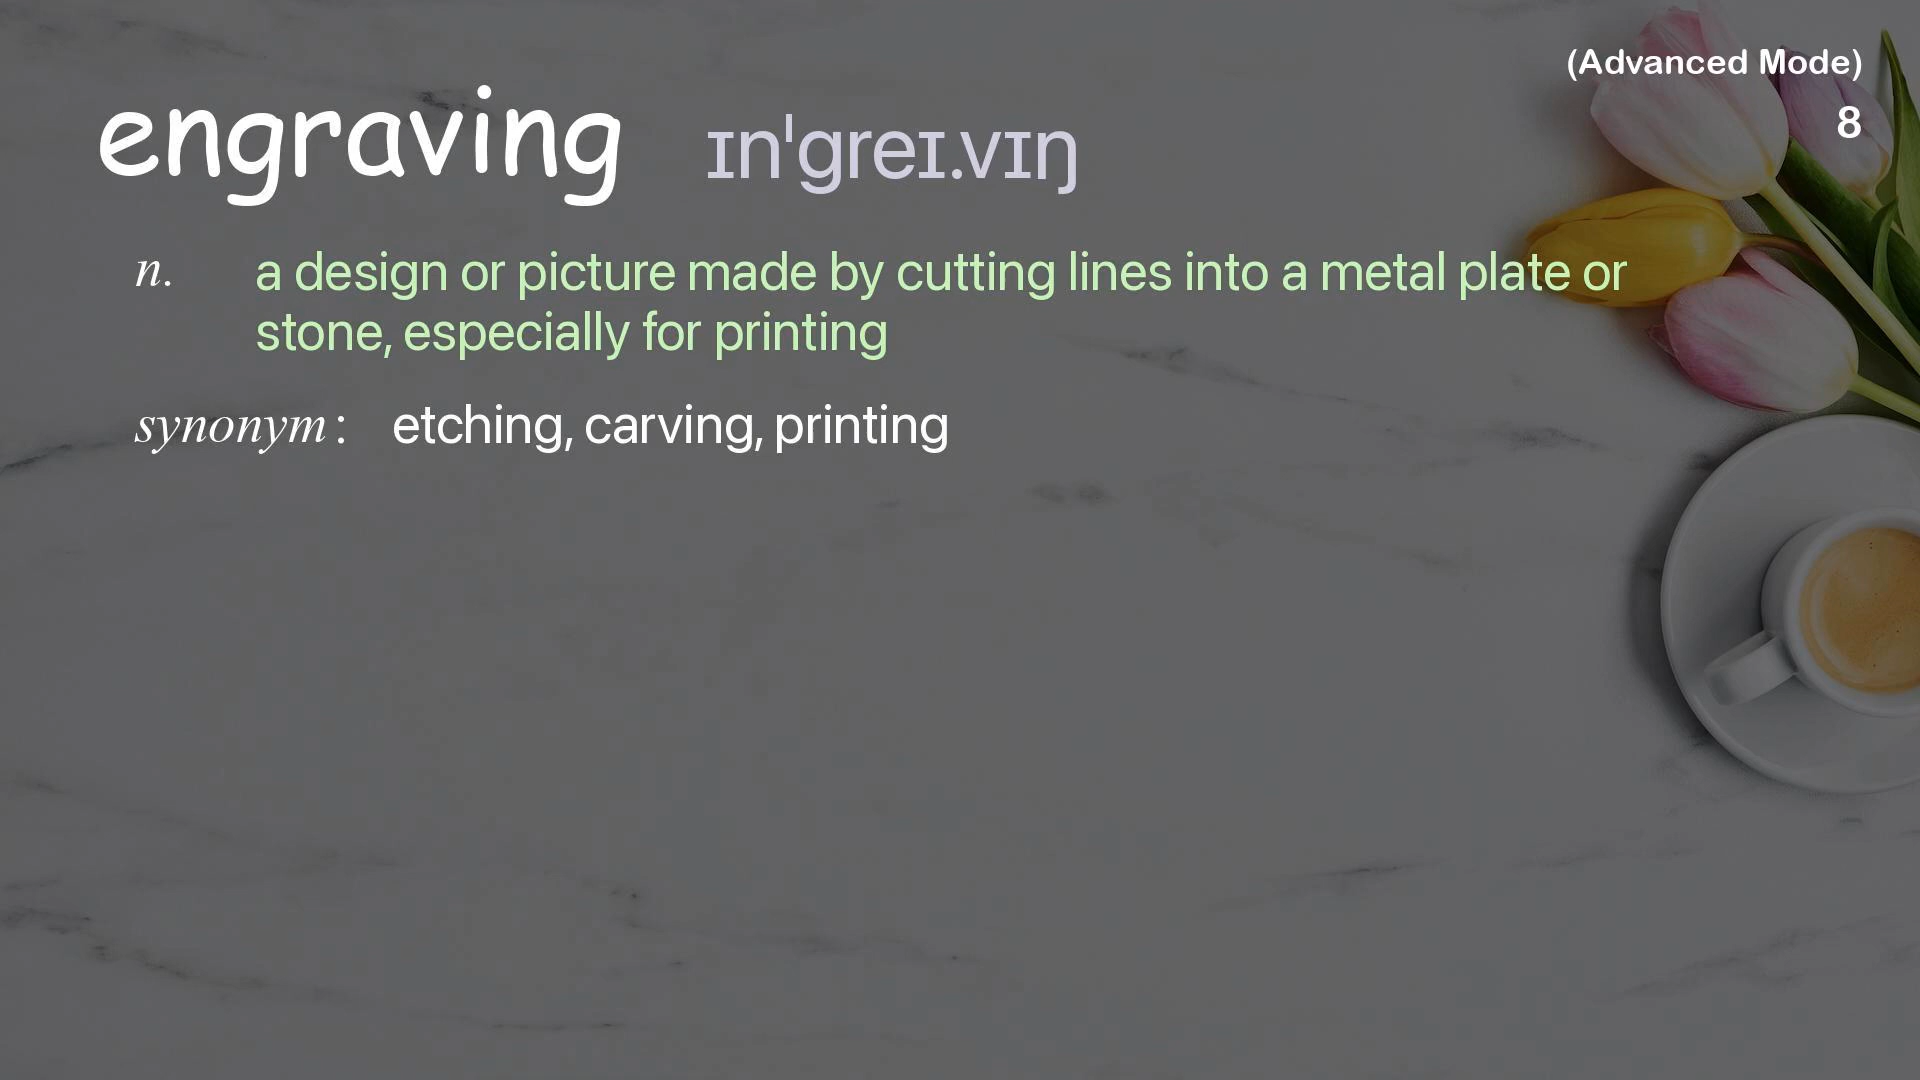 (Advanced Mode)
engraving ɪnˈgreɪ.vɪŋ
8
n. a design or picture made by cutting lines into a metal plate or
stone, especially for printing
synonym: etching, carving, printing